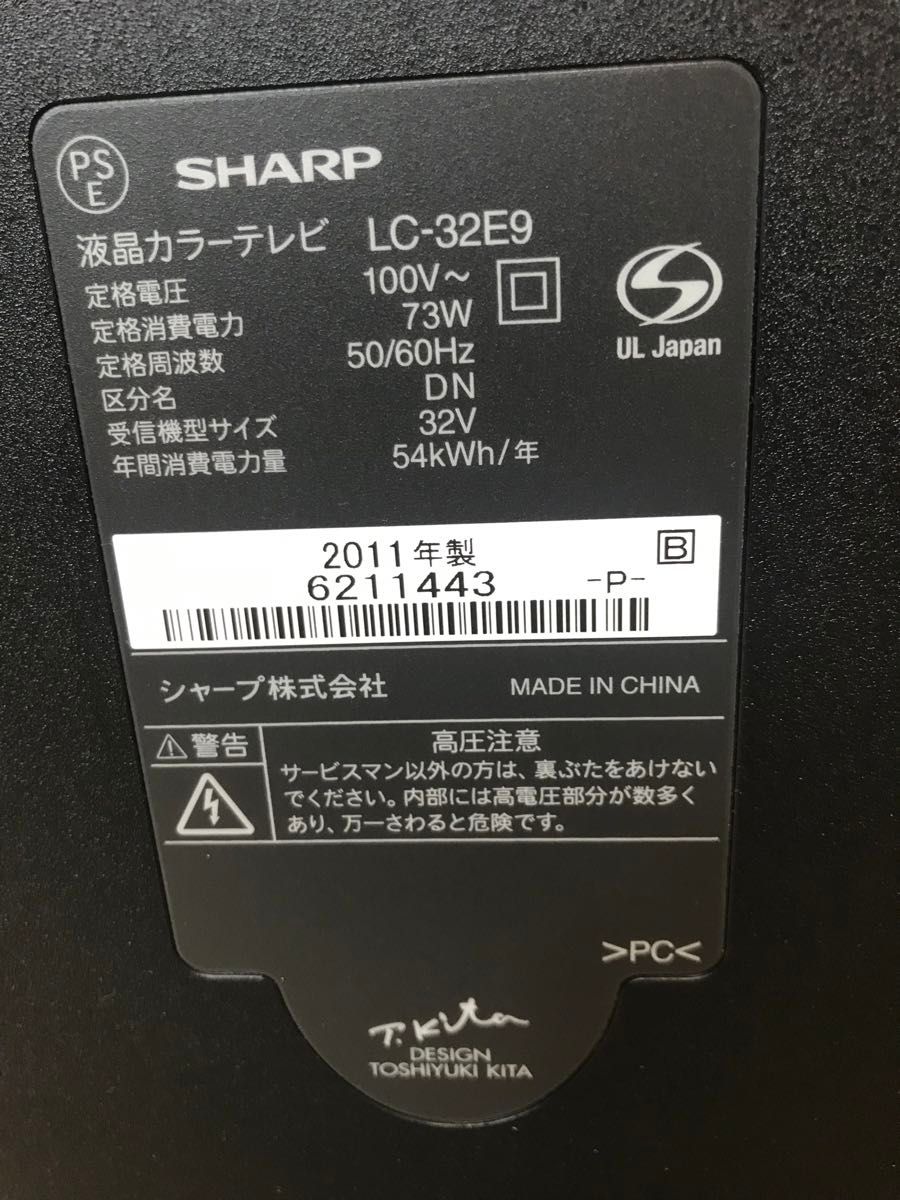 PS
E
SHARP
液晶カラーテレビ LC-32E9
定格電圧 100V～
定格消費電力 73W
定格周波数 50/60Hz
区分名 DN
受信機型サイズ 32V
年間消費電力量 54kWh/年
UL Japan
2011年製 B
6211443 -P-
シャープ株式会社 MADE IN CHINA
警告
高圧注意
サービスマン以外の方は、裏ぶたをあけない
でください。内部には高電圧部分が数多く
あり、万一さわると危険です。
>PC<
T.Kita
DESIGN
TOSHIYUKI KITA